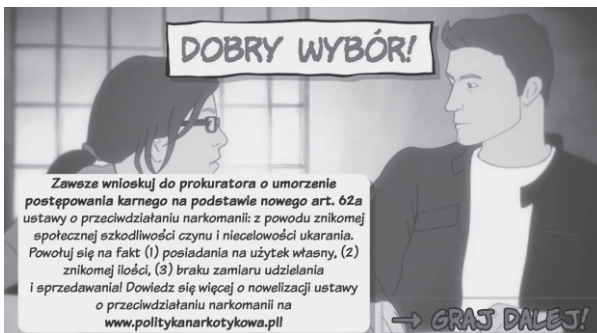 DOBRY WYBÓR!
Zawsze wnioskuj do prokuratora o umorzenie
postępowania karnego na podstawie nowego art. 62a
ustawy o przeciwdziałaniu narkomanii: z powodu znikomej
społecznej szkodliwości czynu i niecelowości ukarania.
Powołuj się na fakt (1) posiadania na użytek własny, (2)
znikomej ilości, (3) braku zamiaru udzielania
i sprzedawania! Dowiedz się więcej o nowelizacji ustawy
o przeciwdziałaniu narkomanii na
www.politykanarkotykowa.pl!
→ GRAJ DALEJ!